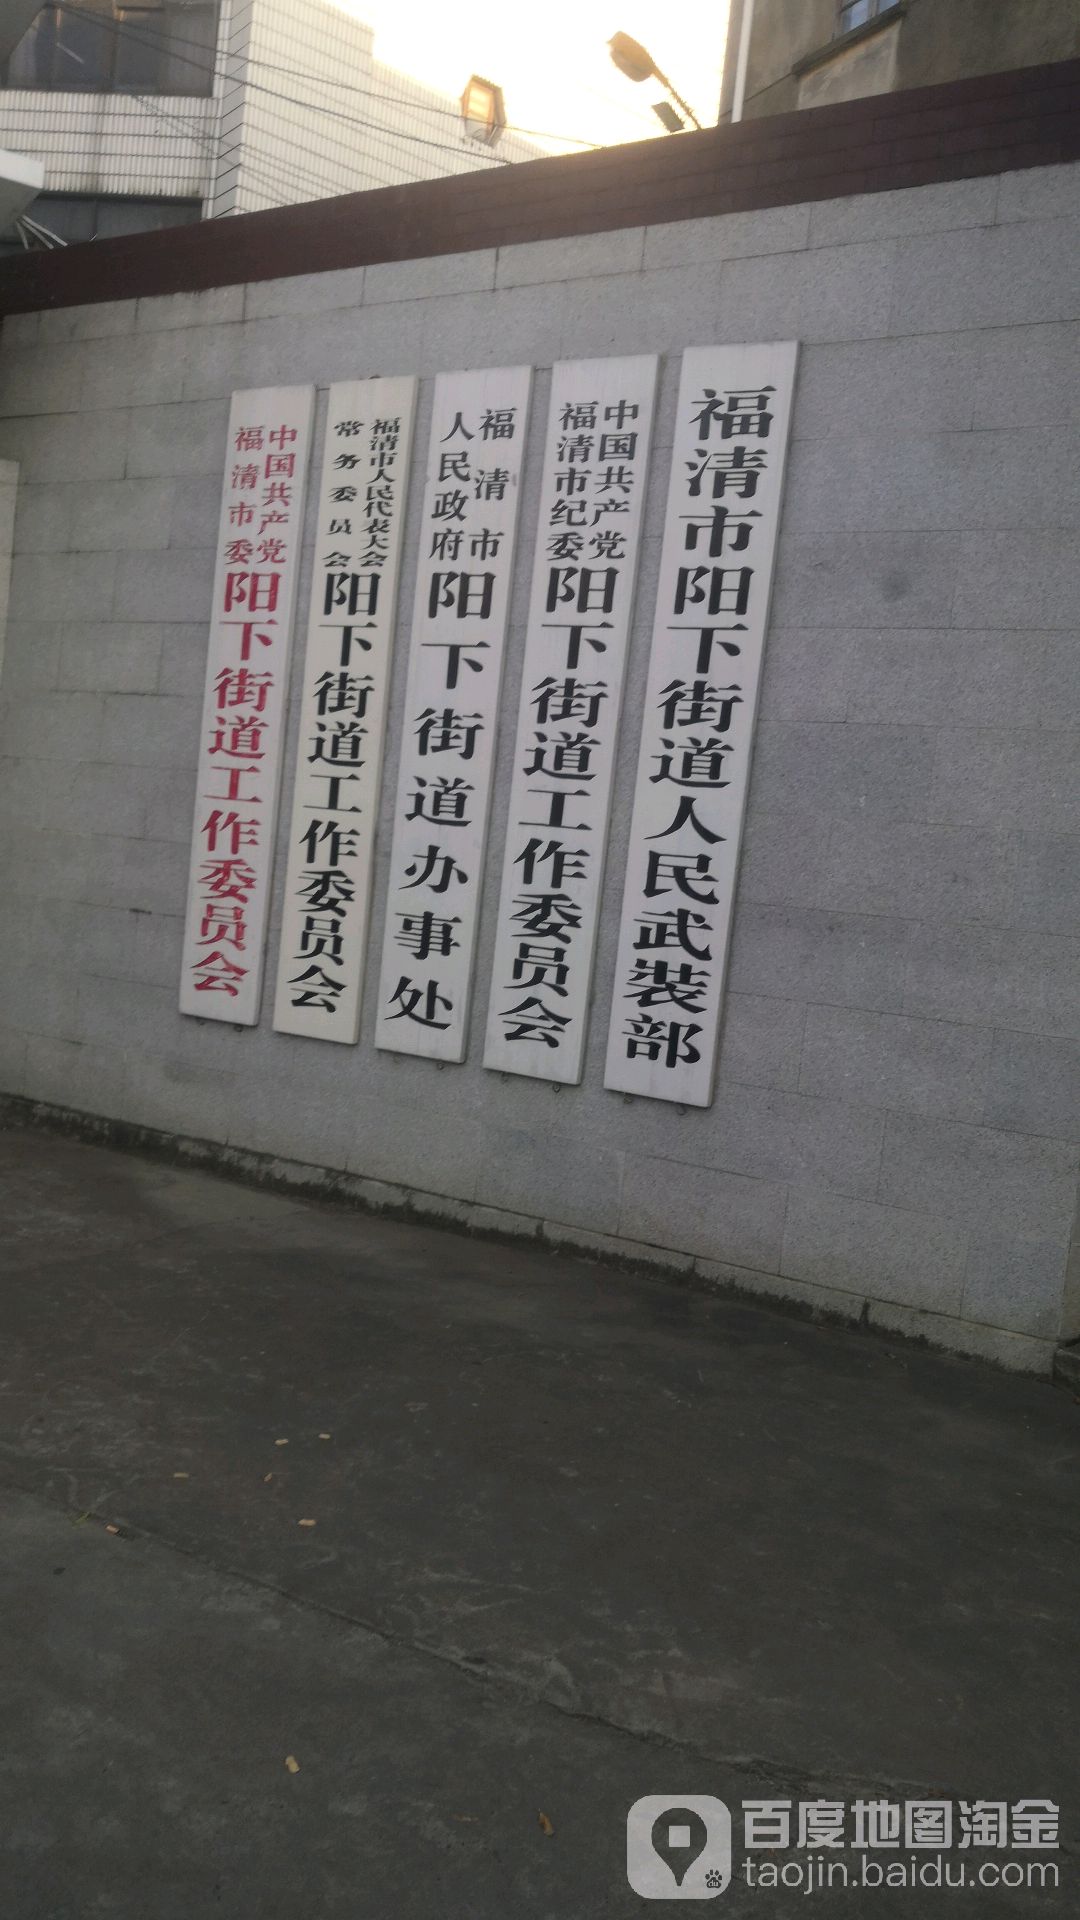 中国共产党
福清市委
阳下街道工作委员会
福清市人民代表大会
常务委员会
阳下街道工作委员会
福清市
人民政府
阳下街道办事处
中国共产党
福清市纪委
阳下街道工作委员会
福清市阳下街道人民武装部
百度地图淘金
taojin.baidu.com